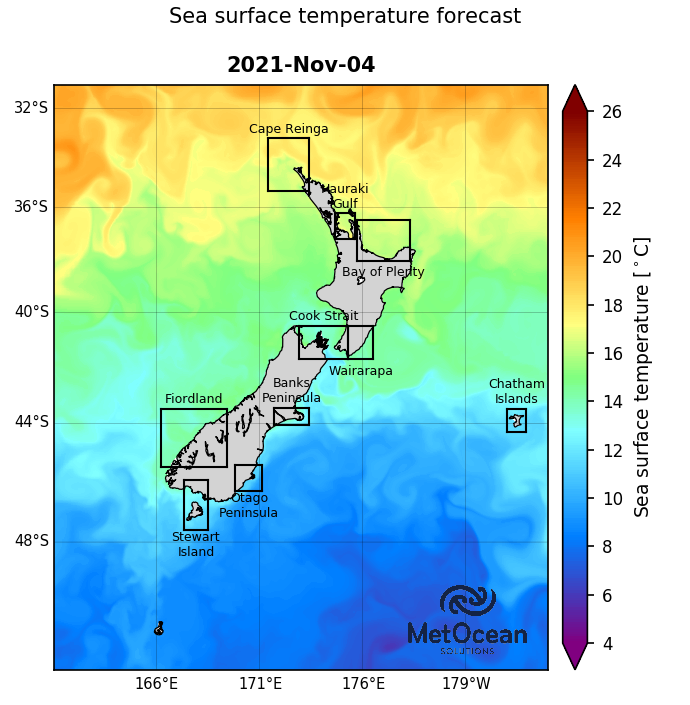 Sea surface temperature forecast
2021-Nov-04
32°S
36°S
40°S
44°S
48°S
Cape Reinga
Hauraki
Gulf
Bay of Plenty
Cook Strait
Wairarapa
Banks
Peninsula
Fiordland
Chatham
Islands
Otago
Peninsula
Stewart
Island
MetOcean
SOLUTIONS
166°E
171°E
176°E
179°W
26
24
22
20
18
16
14
12
10
8
6
4
Sea surface temperature [°C]